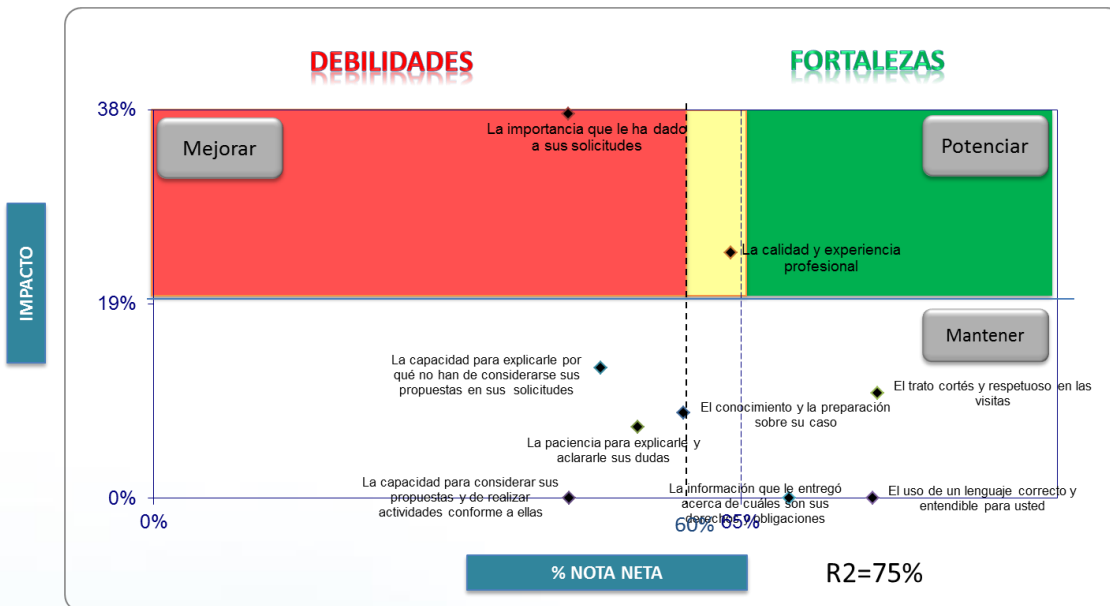 DEBILIDADES
FORTALEZAS
38%
Mejorar
La importancia que le ha dado
a sus solicitudes
Potenciar
La calidad y experiencia
profesional
IMPACTO
19%
Mantener
La capacidad para explicarle por
qué no han de considerarse sus
propuestas en sus solicitudes
El trato cortés y respetuoso en las
visitas
El conocimiento y la preparación
sobre su caso
La paciencia para explicarle y
aclararle sus dudas
La capacidad para considerar sus
propuestas y de realizar
actividades conforme a ellas
La información que le entregó
acerca de cuáles son sus
derechos y obligaciones
El uso de un lenguaje correcto y
entendible para usted
0%
0%
60%
65%
% NOTA NETA
R2=75%